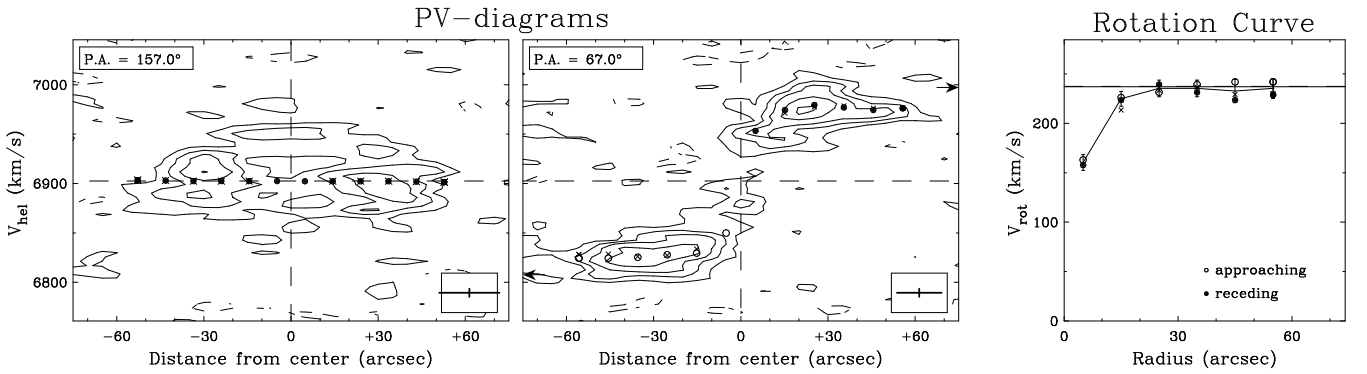 PV−diagrams
Rotation Curve
P.A. = 157.0°
P.A. = 67.0°
7000
6900
6800
V_hel (km/s)
−60 −30 0 +30 +60
Distance from center (arcsec)
−60 −30 0 +30 +60
Distance from center (arcsec)
200
100
0
V_rot (km/s)
approaching
receding
0 30 60
Radius (arcsec)